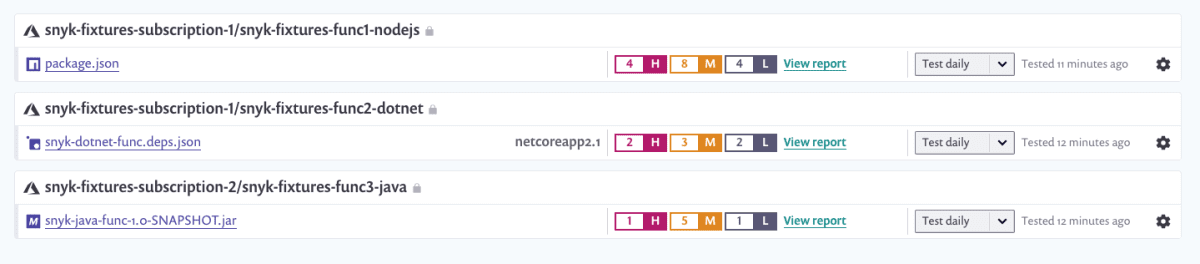 snyk-fixtures-subscription-1/snyk-fixtures-func1-nodejs
package.json 4 H 8 M 4 L View report Test daily Tested 11 minutes ago
snyk-fixtures-subscription-1/snyk-fixtures-func2-dotnet
snyk-dotnet-func.deps.json netcoreapp2.1 2 H 3 M 2 L View report Test daily Tested 12 minutes ago
snyk-fixtures-subscription-2/snyk-fixtures-func3-java
M snyk-java-func-1.0-SNAPSHOT.jar 1 H 5 M 1 L View report Test daily Tested 12 minutes ago